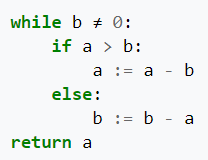 while b ≠ 0:
    if a > b:
        a := a - b
    else:
        b := b - a
return a